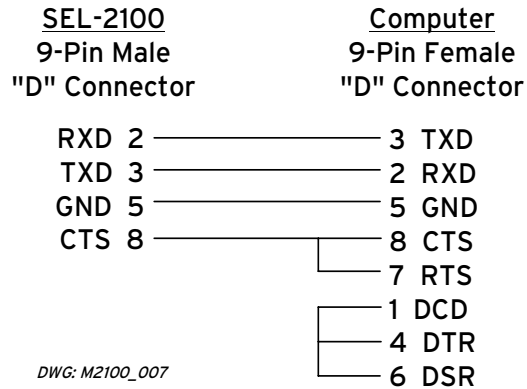 SEL-2100 Computer
9-Pin Male 9-Pin Female
"D" Connector "D" Connector
RXD 2 3 TXD
TXD 3 2 RXD
GND 5 5 GND
CTS 8 8 CTS
7 RTS
1 DCD
4 DTR
DWG: M2100_007 6 DSR